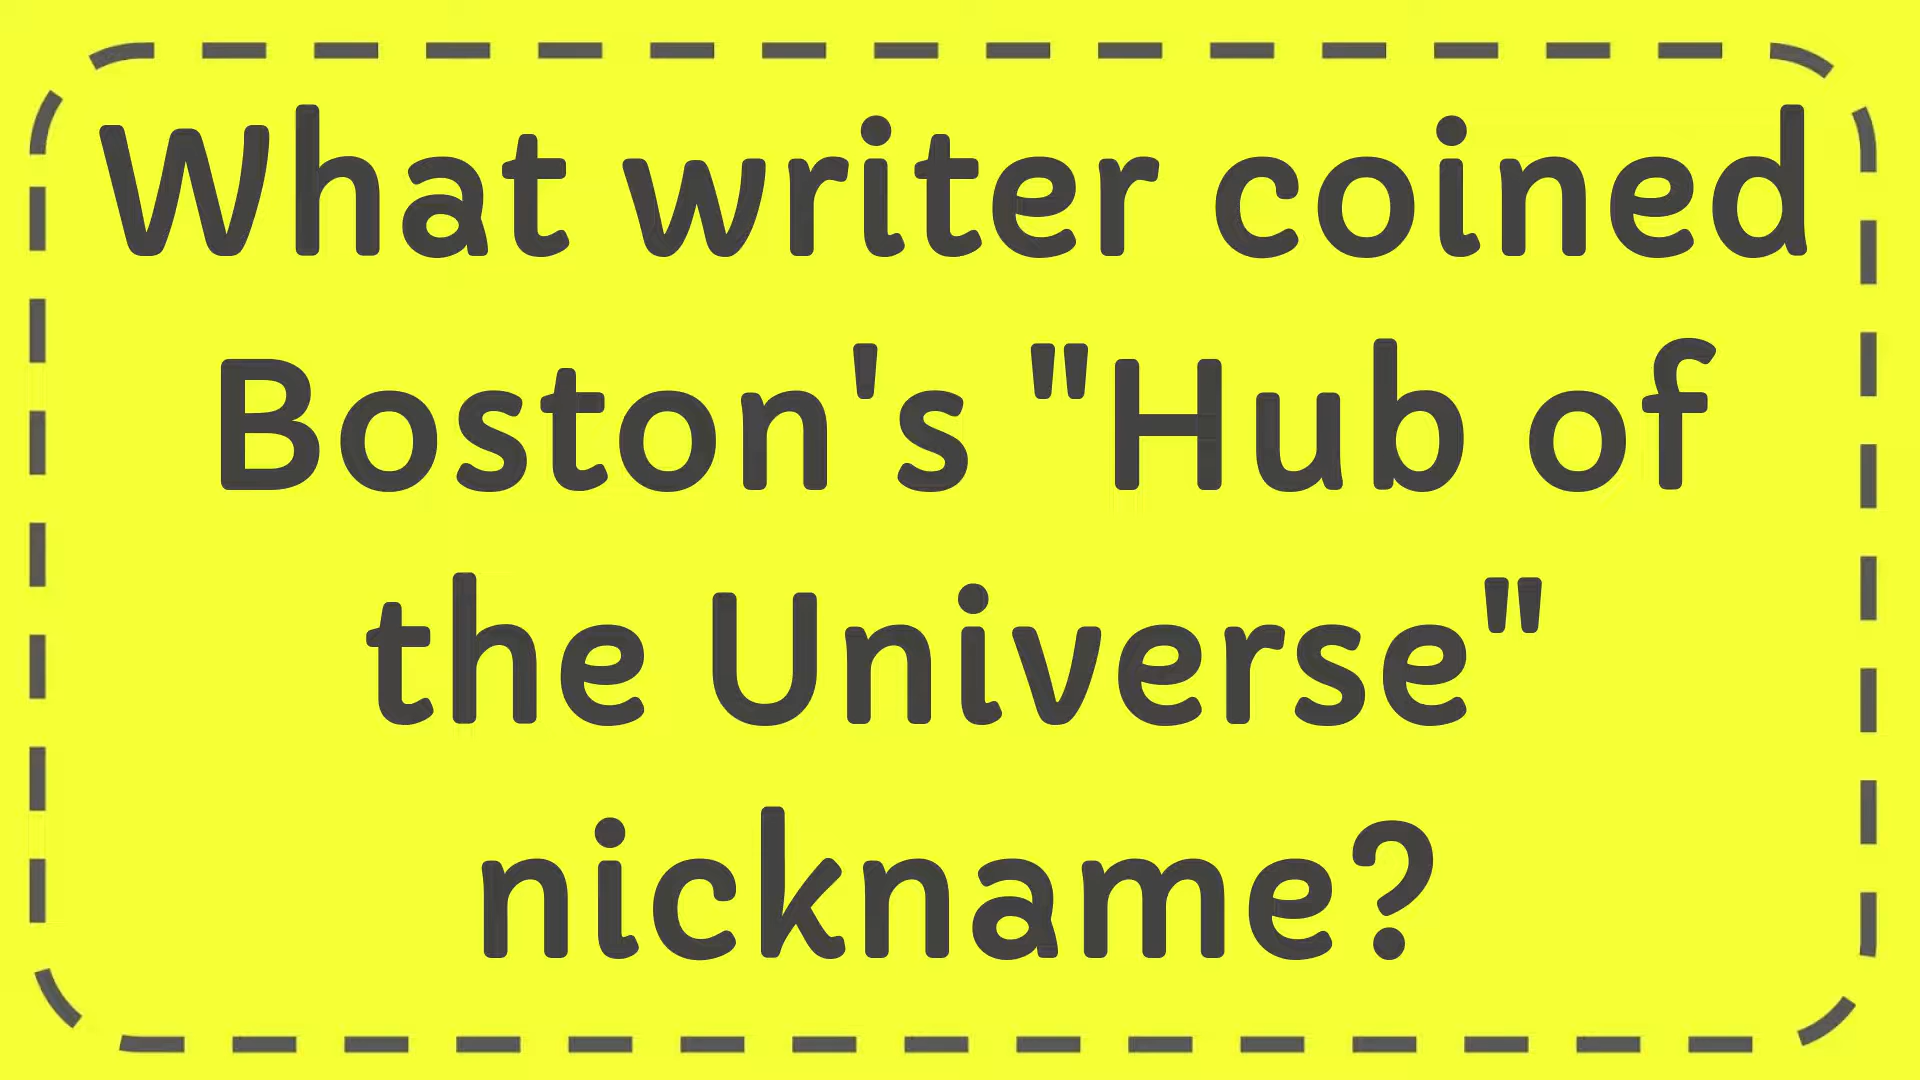 What writer coined
Boston's "Hub of
the Universe"
nickname?